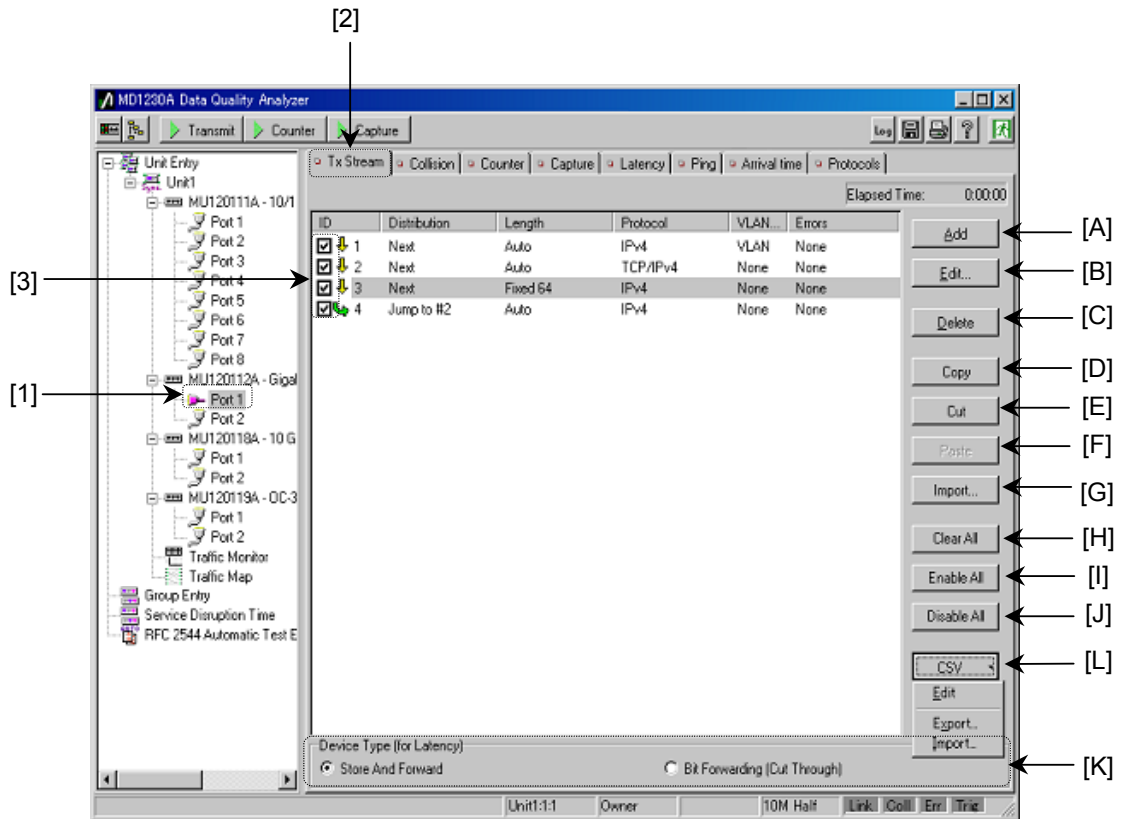 [2]
MD1230A Data Quality Analyzer
Transmit Counter Capture Log ?
Unit Entry
Unit1
MU120111A - 10/1
Port 1
Port 2
Port 3
Port 4
Port 5
Port 6
Port 7
Port 8
MU120112A - Gigal
Port 1
Port 2
MU120118A - 10 G
Port 1
Port 2
MU120119A - OC-3
Port 1
Port 2
Traffic Monitor
Traffic Map
Group Entry
Service Disruption Time
RFC 2544 Automatic Test E
[3]
[1]
Tx Stream Collision Counter Capture Latency Ping Arrival time Protocols
Elapsed Time: 0:00:00
ID Distribution Length Protocol VLAN... Errors
1 Next Auto IPv4 VLAN None
2 Next Auto TCP/IPv4 None None
3 Next Fixed 64 IPv4 None None
4 Jump to #2 Auto IPv4 None None
Add [A]
Edit... [B]
Delete [C]
Copy [D]
Cut [E]
Paste [F]
Import... [G]
Clear All [H]
Enable All [I]
Disable All [J]
CSV [L]
Edit
Export...
Import...
Device Type (for Latency)
Store And Forward Bit Forwarding (Cut Through) [K]
Unit1:1:1 Owner 10M Half Link Coll Err Trig